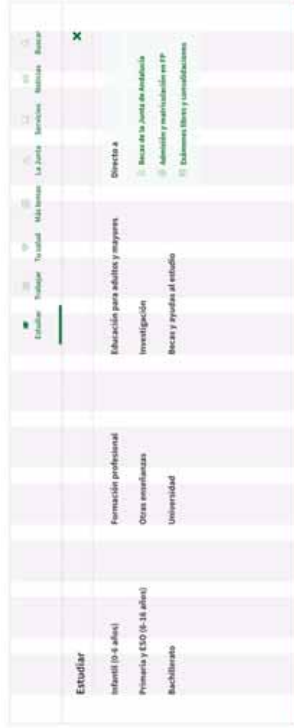 Estudiar
Trabajar
Tu salud
Más temas
La Junta
Servicios
Noticias
Buscar
Estudiar
Infantil (0-6 años)
Primaria y ESO (6-16 años)
Bachillerato
Formación profesional
Otras enseñanzas
Universidad
Educación para adultos y mayores
Investigación
Becas y ayudas al estudio
Directo a
Becas de la Junta de Andalucía
Admisión y matriculación en FP
Exámenes libres y convalidaciones